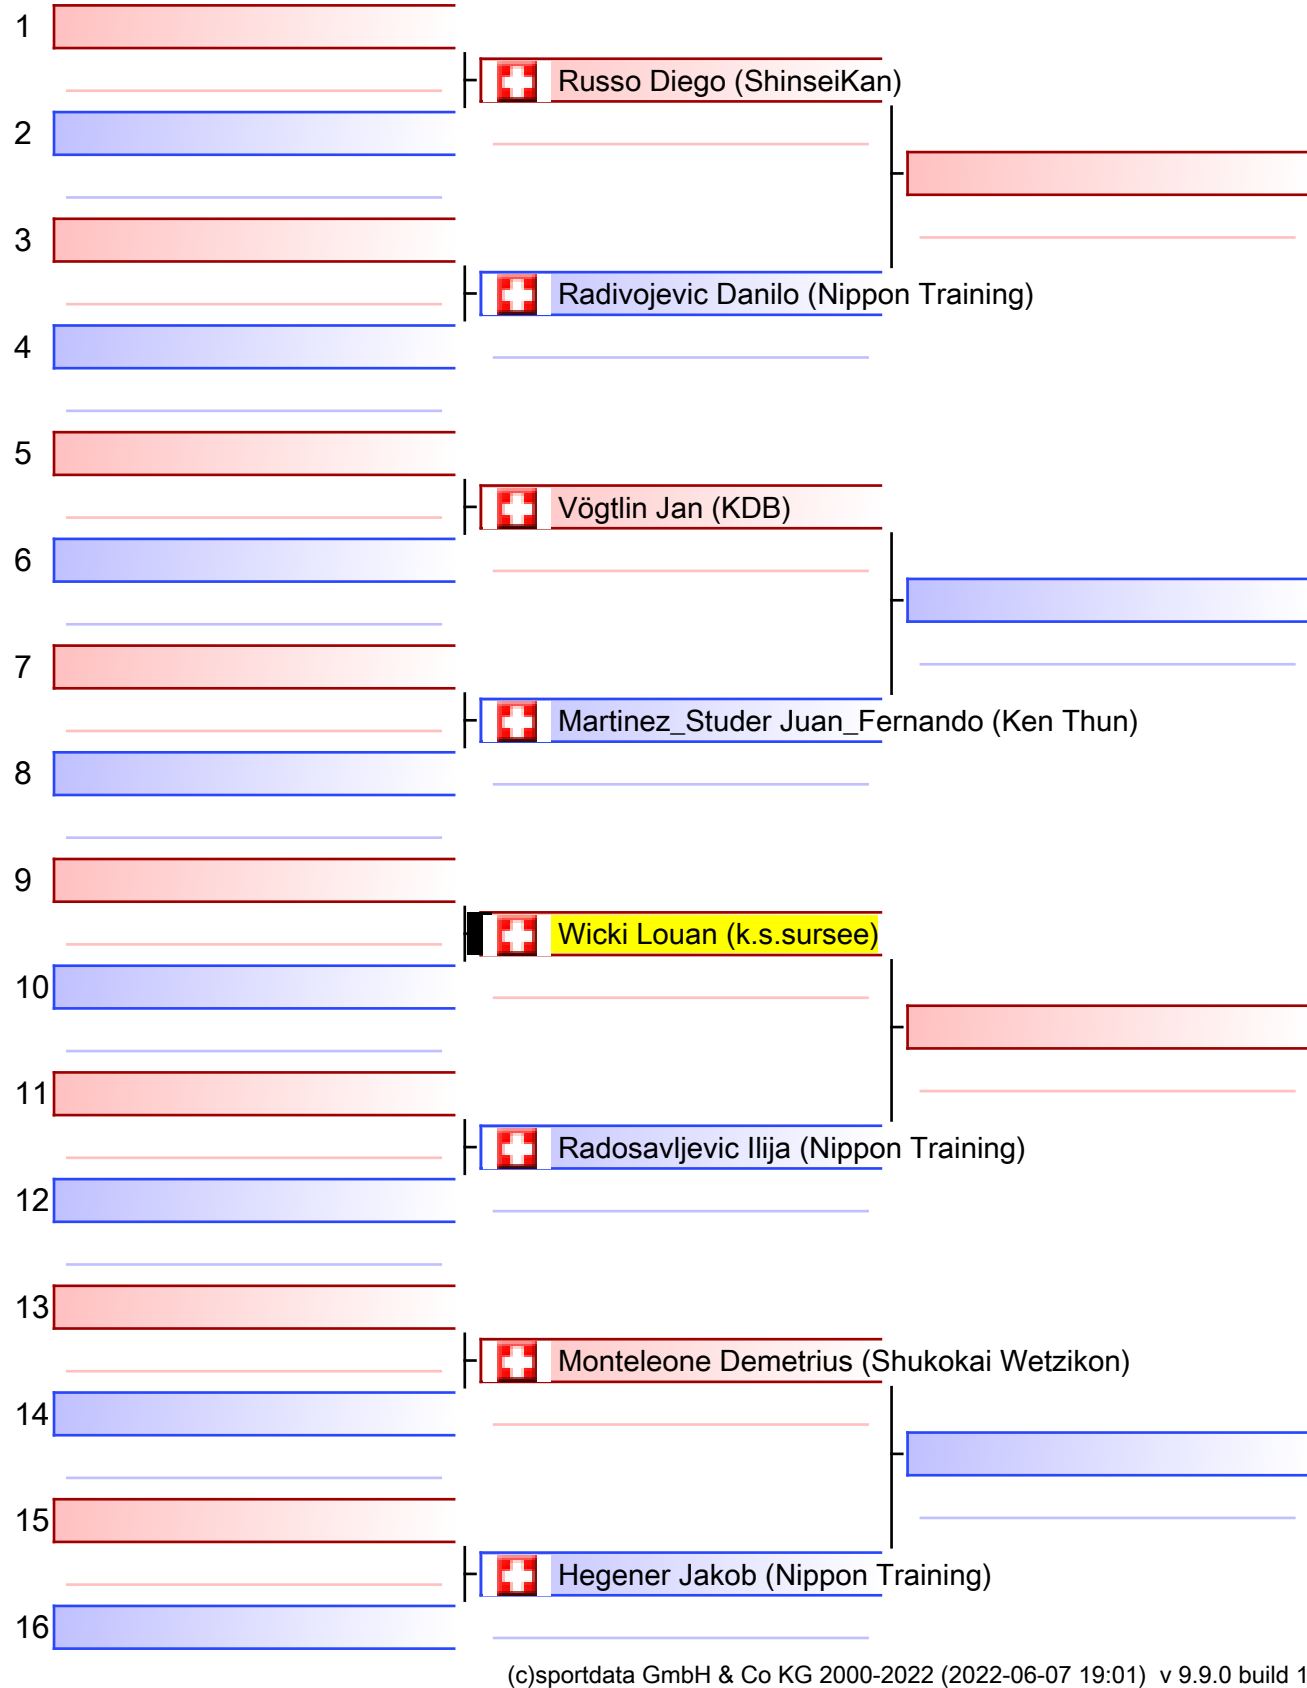 1
Russo Diego (ShinseiKan)
2
3
Radivojevic Danilo (Nippon Training)
4
5
Vögtlin Jan (KDB)
6
7
Martinez_Studer Juan_Fernando (Ken Thun)
8
9
Wicki Louan (k.s.sursee)
10
11
Radosavljevic Ilija (Nippon Training)
12
13
Monteleone Demetrius (Shukokai Wetzikon)
14
15
Hegener Jakob (Nippon Training)
16
(c)sportdata GmbH & Co KG 2000-2022 (2022-06-07 19:01) v 9.9.0 build 1